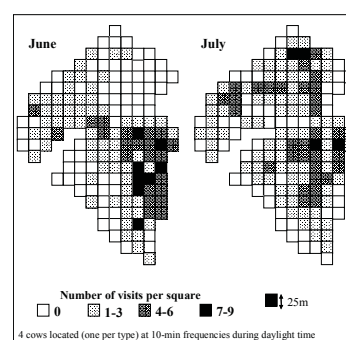 June July
Number of visits per square
0 1-3 4-6 7-9 25m
4 cows located (one per type) at 10-min frequencies during daylight time